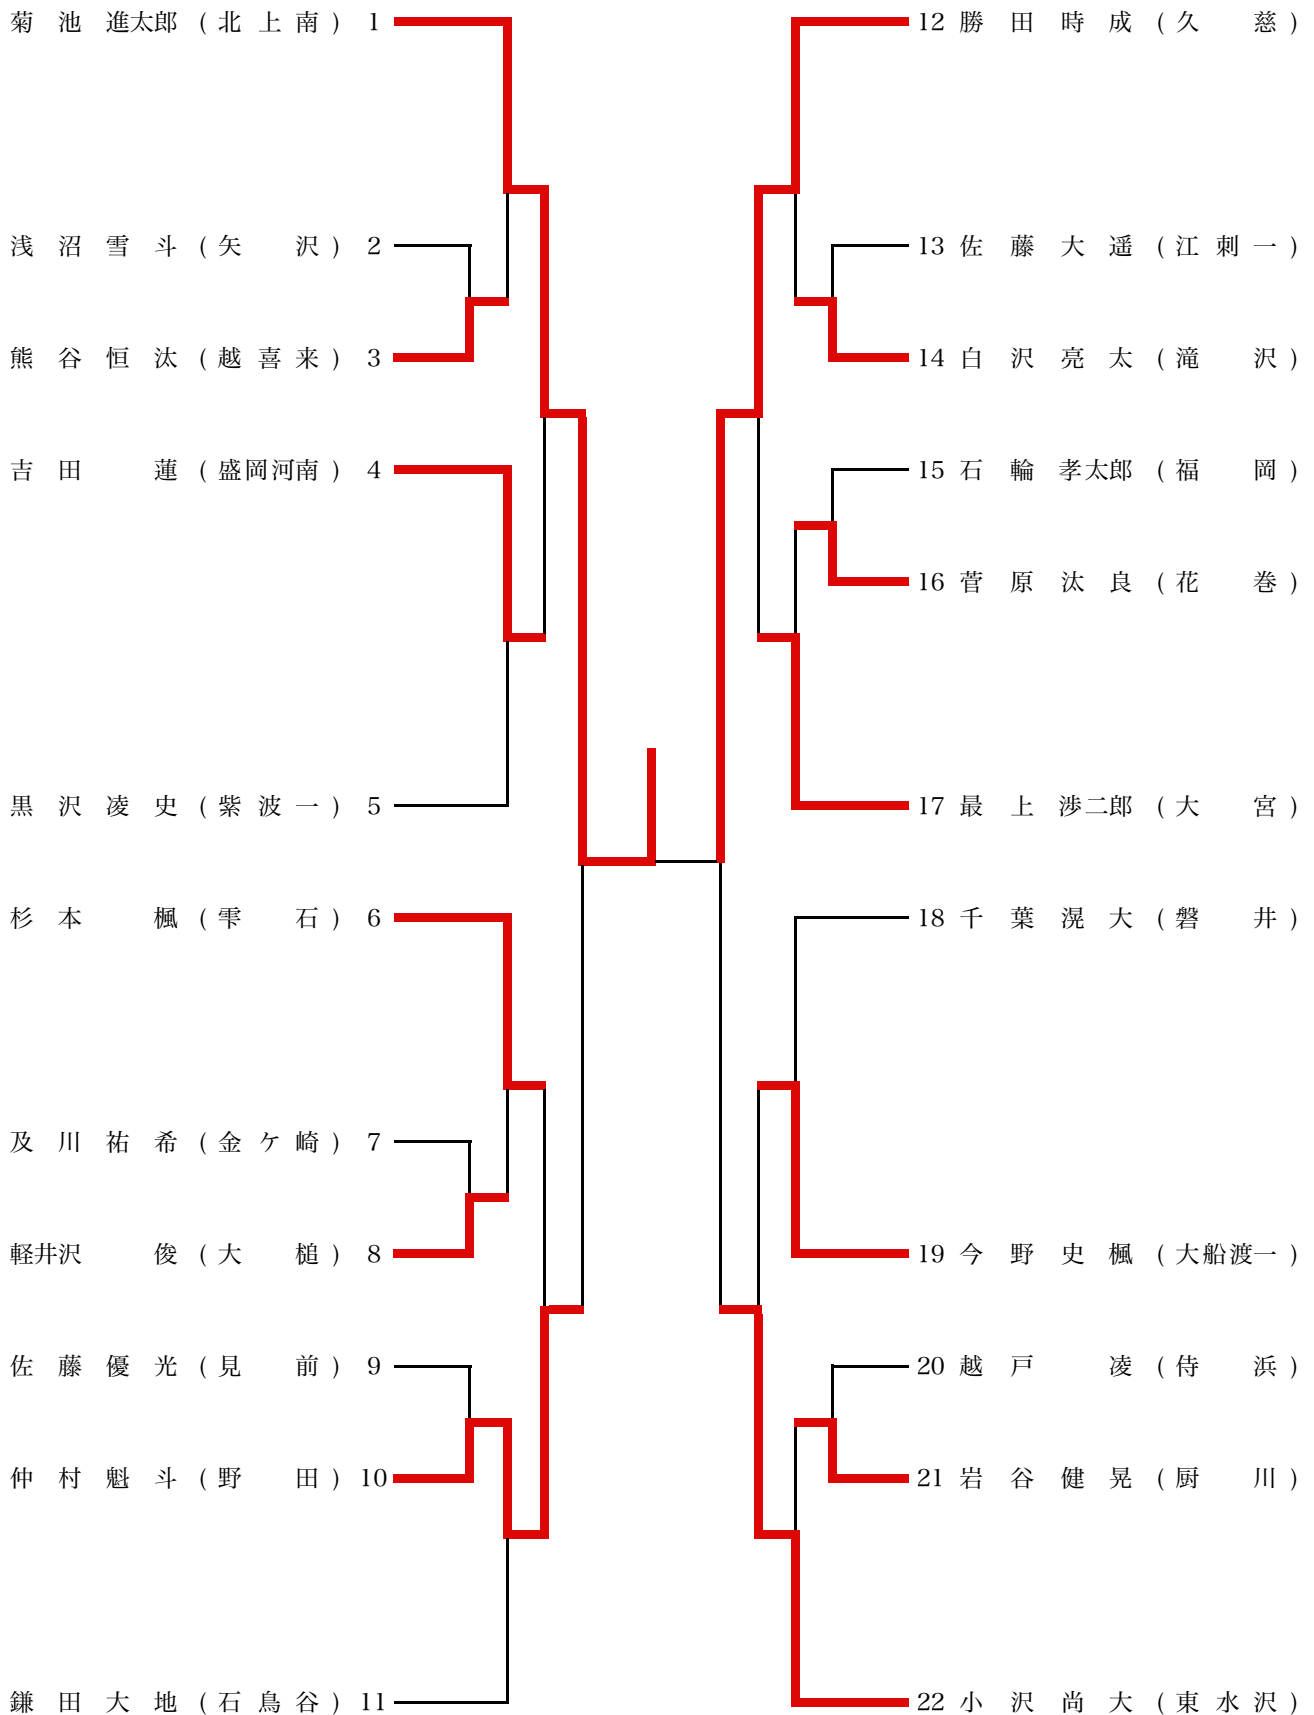 菊池進太郎(北上南) 1
浅沼雪斗(矢沢) 2
熊谷恒汰(越喜来) 3
吉田蓮(盛岡河南) 4
黒沢凌史(紫波一) 5
杉本楓(雫石) 6
及川祐希(金ケ崎) 7
軽井沢俊(大槌) 8
佐藤優光(見前) 9
仲村魁斗(野田) 10
鎌田大地(石鳥谷) 11
12 勝田時成(久慈)
13 佐藤大遥(江刺一)
14 白沢亮太(滝沢)
15 石輪孝太郎(福岡)
16 菅原汰良(花巻)
17 最上渉二郎(大宮)
18 千葉滉大(磐井)
19 今野史楓(大船渡一)
20 越戸凌(侍浜)
21 岩谷健晃(厨川)
22 小沢尚大(東水沢)